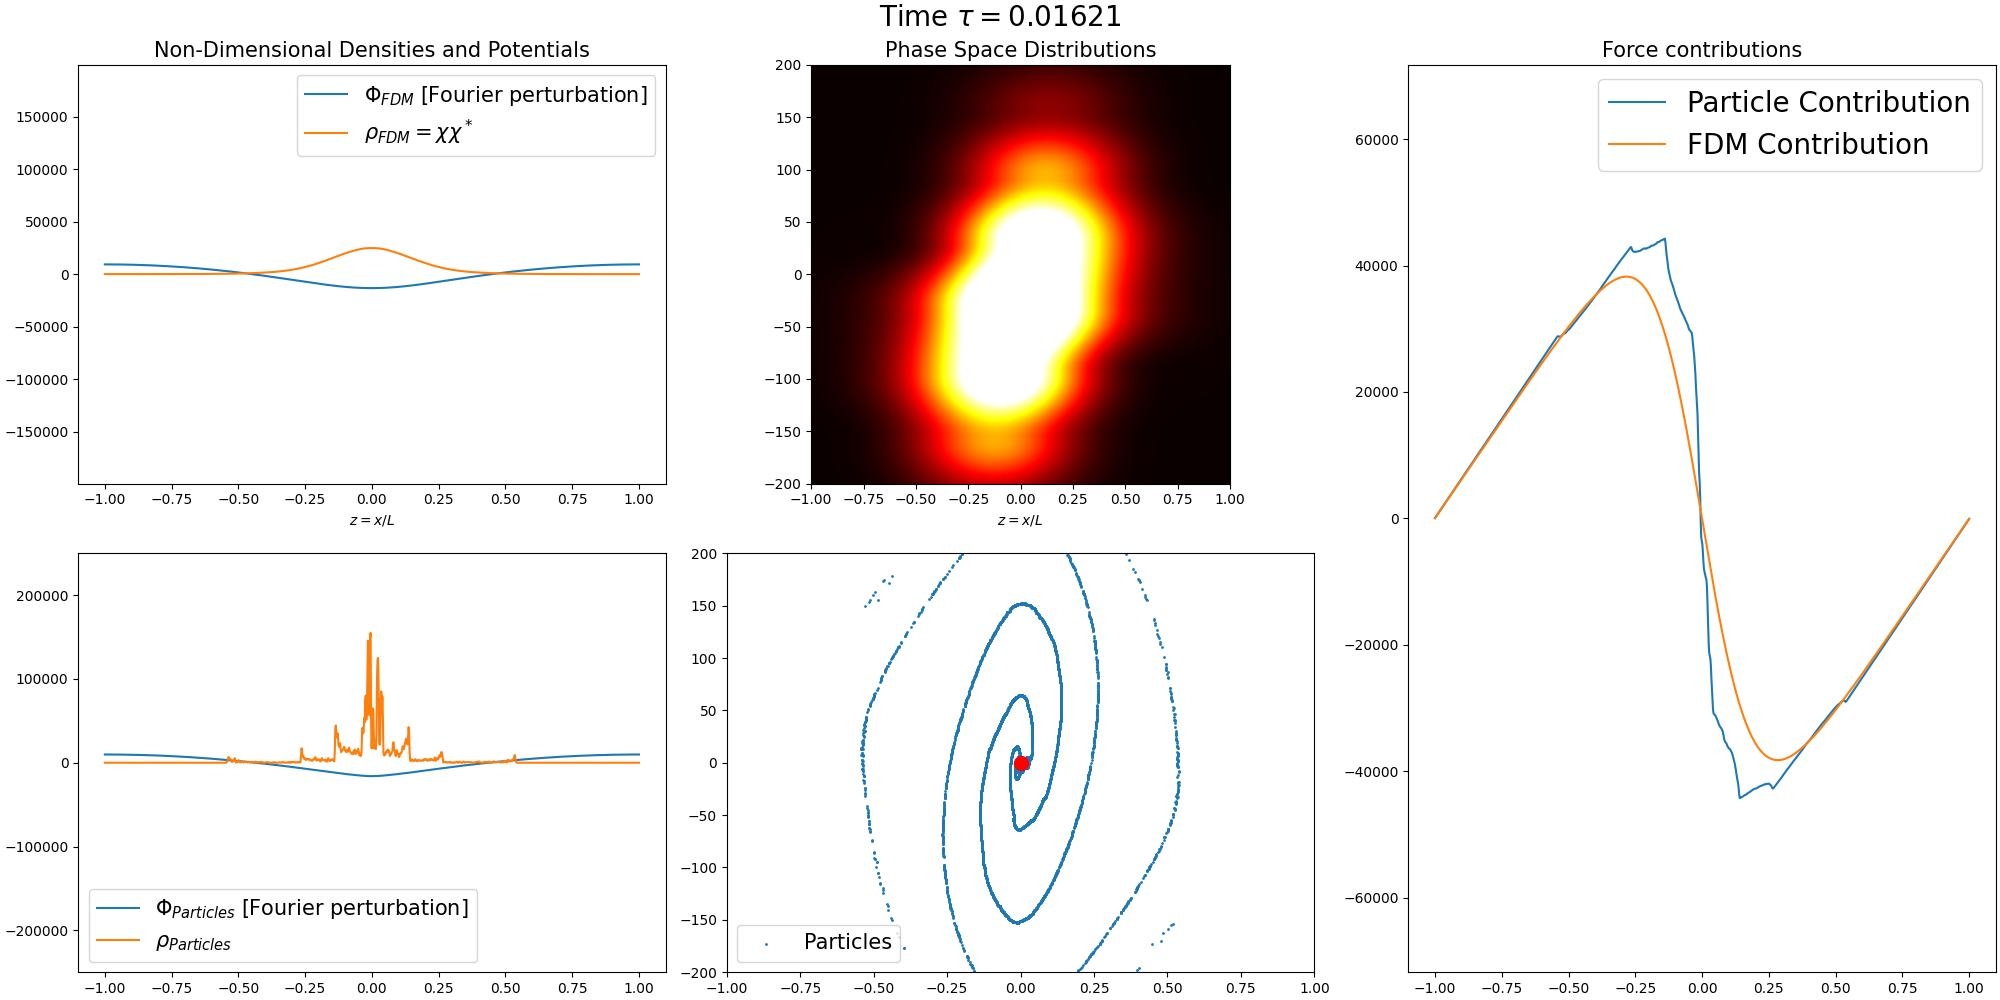 Time τ = 0.01621
Non-Dimensional Densities and Potentials
Φ_FDM [Fourier perturbation]
ρ_FDM = χχ*
150000
100000
50000
0
−50000
−100000
−150000
−1.00 −0.75 −0.50 −0.25 0.00 0.25 0.50 0.75 1.00
z = x/L
Phase Space Distributions
200
150
100
50
0
−50
−100
−150
−200
−1.00 −0.75 −0.50 −0.25 0.00 0.25 0.50 0.75 1.00
z = x/L
Force contributions
Particle Contribution
FDM Contribution
60000
40000
20000
0
−20000
−40000
−60000
−1.00 −0.75 −0.50 −0.25 0.00 0.25 0.50 0.75 1.00
200000
100000
0
−100000
−200000
Φ_Particles [Fourier perturbation]
ρ_Particles
−1.00 −0.75 −0.50 −0.25 0.00 0.25 0.50 0.75 1.00
200
150
100
50
0
−50
−100
−150
−200
Particles
−1.00 −0.75 −0.50 −0.25 0.00 0.25 0.50 0.75 1.00